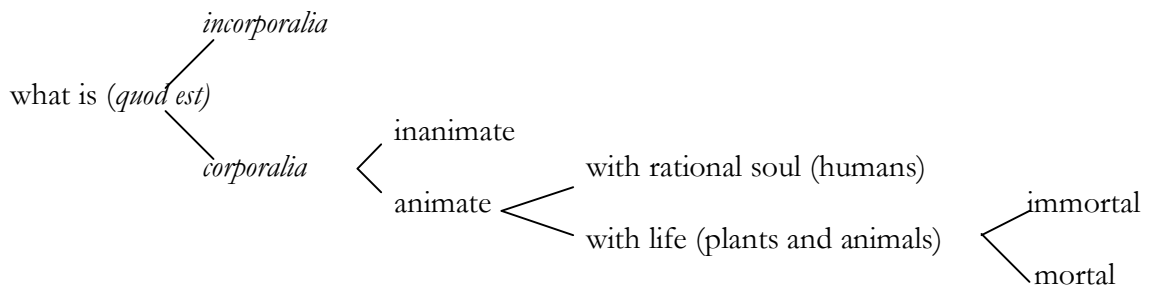 incorporalia
what is (quod est)
inanimate
corporalia
with rational soul (humans)
animate
immortal
with life (plants and animals)
mortal